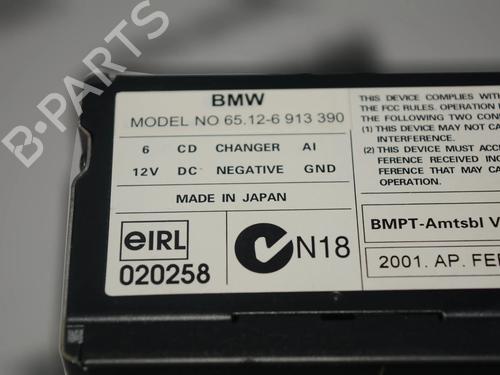 B-PARTS
BMW
MODEL NO 65.12-6 913 390
6 CD CHANGER AI
12V DC NEGATIVE GND
MADE IN JAPAN
eIRL
020258
N18
THIS DEVICE COMPLIES WITH
FCC RULES. OPERATION
THE FOLLOWING TWO CON
(1) THIS DEVICE MAY NOT CA
INTERFERENCE.
(2) THIS DEVICE MUST ACC
FERENCE RECEIVED INC
FERENCE THAT MAY CA
OPERATION.
BMPT-Amtsbl V
2001. AP. FE